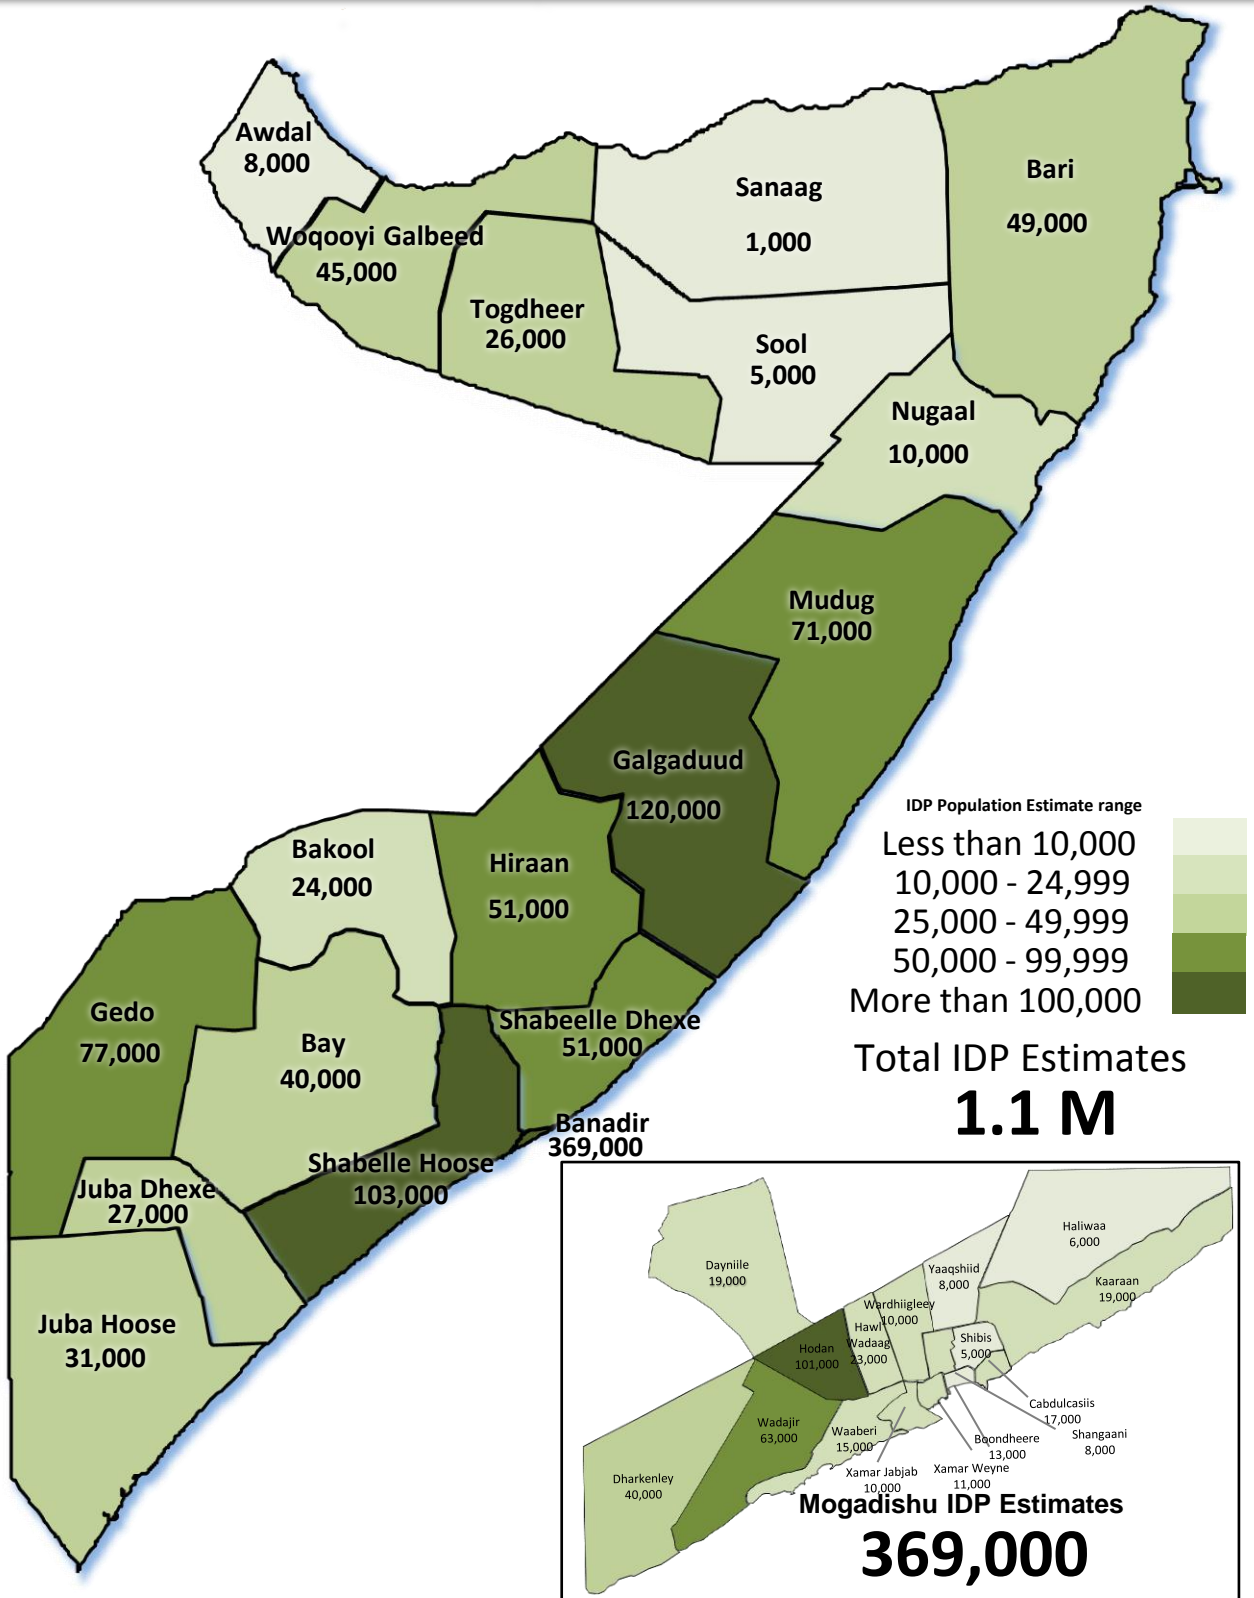 Awdal
8,000
Woqooyi Galbeed
45,000
Togdheer
26,000
Sanaag
1,000
Sool
5,000
Bari
49,000
Nugaal
10,000
Mudug
71,000
Galgaduud
120,000
Hiraan
51,000
Bakool
24,000
Gedo
77,000
Bay
40,000
Shabeelle Dhexe
51,000
Banadir
369,000
Shabelle Hoose
103,000
Juba Dhexe
27,000
Juba Hoose
31,000
IDP Population Estimate range
Less than 10,000
10,000 - 24,999
25,000 - 49,999
50,000 - 99,999
More than 100,000
Total IDP Estimates
1.1 M
Haliwaa
6,000
Dayniile
19,000
Yaaqshiid
8,000
Kaaraan
19,000
Wardhiigleey
10,000
Hawl
Wadaag
23,000
Shibis
5,000
Hodan
101,000
Cabdulcasiis
17,000
Wadajir
63,000
Waaberi
15,000
Shangaani
8,000
Boondheere
13,000
Xamar Weyne
11,000
Xamar Jabjab
10,000
Dharkenley
40,000
Mogadishu IDP Estimates
369,000